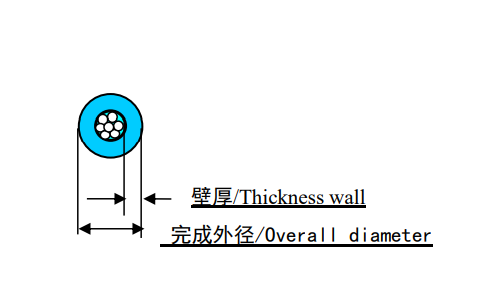 壁厚/Thickness wall
完成外径/Overall diameter